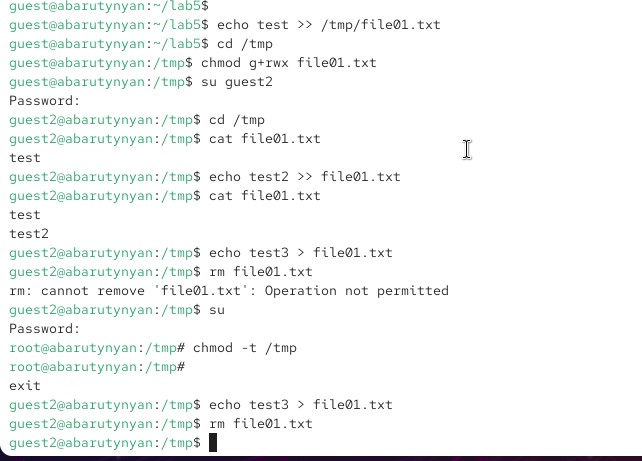 guest@abarutynyan:~/lab5$
guest@abarutynyan:~/lab5$ echo test >> /tmp/file01.txt
guest@abarutynyan:~/lab5$ cd /tmp
guest@abarutynyan:/tmp$ chmod g+rwx file01.txt
guest@abarutynyan:/tmp$ su guest2
Password:
guest2@abarutynyan:/tmp$ cd /tmp
guest2@abarutynyan:/tmp$ cat file01.txt
test
guest2@abarutynyan:/tmp$ echo test2 >> file01.txt
guest2@abarutynyan:/tmp$ cat file01.txt
test
test2
guest2@abarutynyan:/tmp$ echo test3 > file01.txt
guest2@abarutynyan:/tmp$ rm file01.txt
rm: cannot remove 'file01.txt': Operation not permitted
guest2@abarutynyan:/tmp$ su
Password:
root@abarutynyan:/tmp# chmod -t /tmp
root@abarutynyan:/tmp#
exit
guest2@abarutynyan:/tmp$ echo test3 > file01.txt
guest2@abarutynyan:/tmp$ rm file01.txt
guest2@abarutynyan:/tmp$